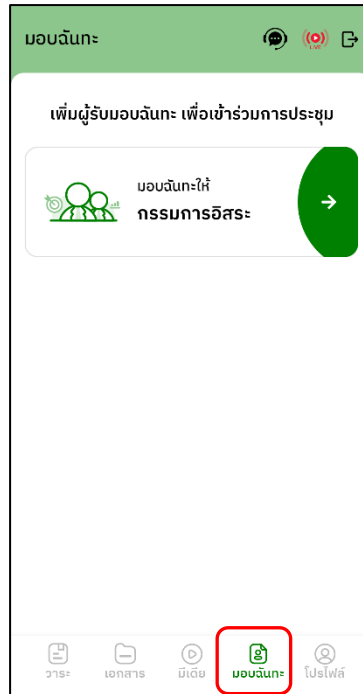 มอบฉันทะ
LIVE
เพิ่มผู้รับมอบฉันทะ เพื่อเข้าร่วมการประชุม
มอบฉันทะให้
กรรมการอิสระ
วาระ เอกสาร มีเดีย มอบฉันทะ โปรไฟล์